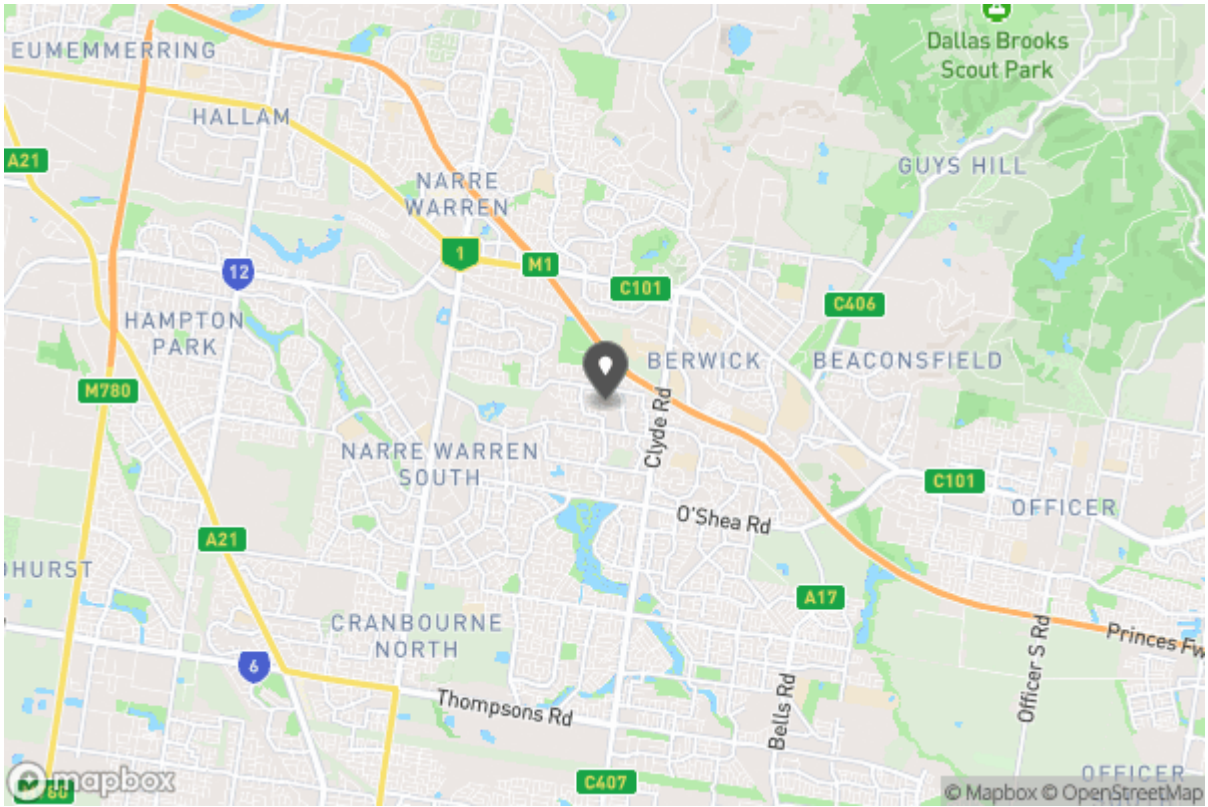 Dallas Brooks
Scout Park
EUMEMMERRING
HALLAM
A21
GUYS HILL
NARRE
WARREN
1
M1
12
C101
C406
HAMPTON
PARK
BERWICK
BEACONSFIELD
M780
Clyde Rd
NARRE WARREN
SOUTH
C101
OFFICER
O'Shea Rd
A21
DHURST
A17
CRANBOURNE
NORTH
Princes Fw
6
Officer S Rd
Thompsons Rd
Bells Rd
OFFICER
C407
mapbox
© Mapbox © OpenStreetMap